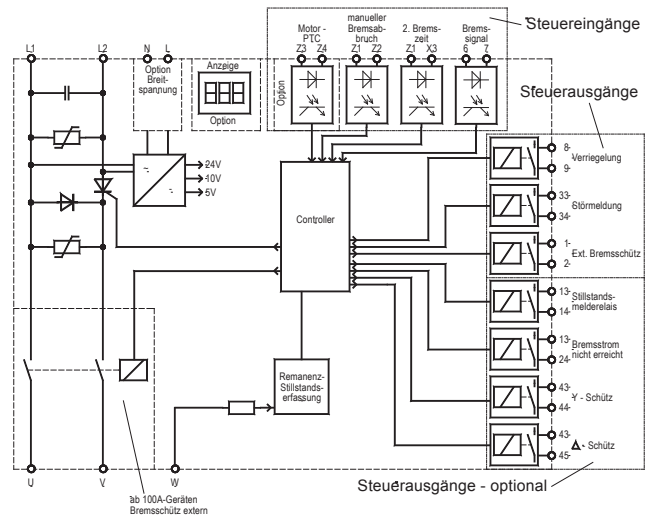 Steuereingänge
Motor -
PTC
manueller
Bremsab-
bruch
2. Brems-
zeit
Brems-
signal
L1
L2
N L
Z3 Z4
Z1 Z2
Z1 X3
6 7
Option
Breit-
spannung
Anzeige
Option
Option
Steuerausgänge
24V
10V
5V
Controller
8-
Verriegelung
9-
33-
Störmeldung
34-
1-
Ext. Bremsschütz
2-
13-
Stillstands-
melderelais
14-
13-
Bremsstrom
nicht erreicht
24-
43-
Y - Schütz
44-
43-
Δ - Schütz
45-
Remanenz-
Stillstands-
erfassung
U
V
W
Steuerausgänge - optional
ab 100A-Geräten
Bremsschütz extern